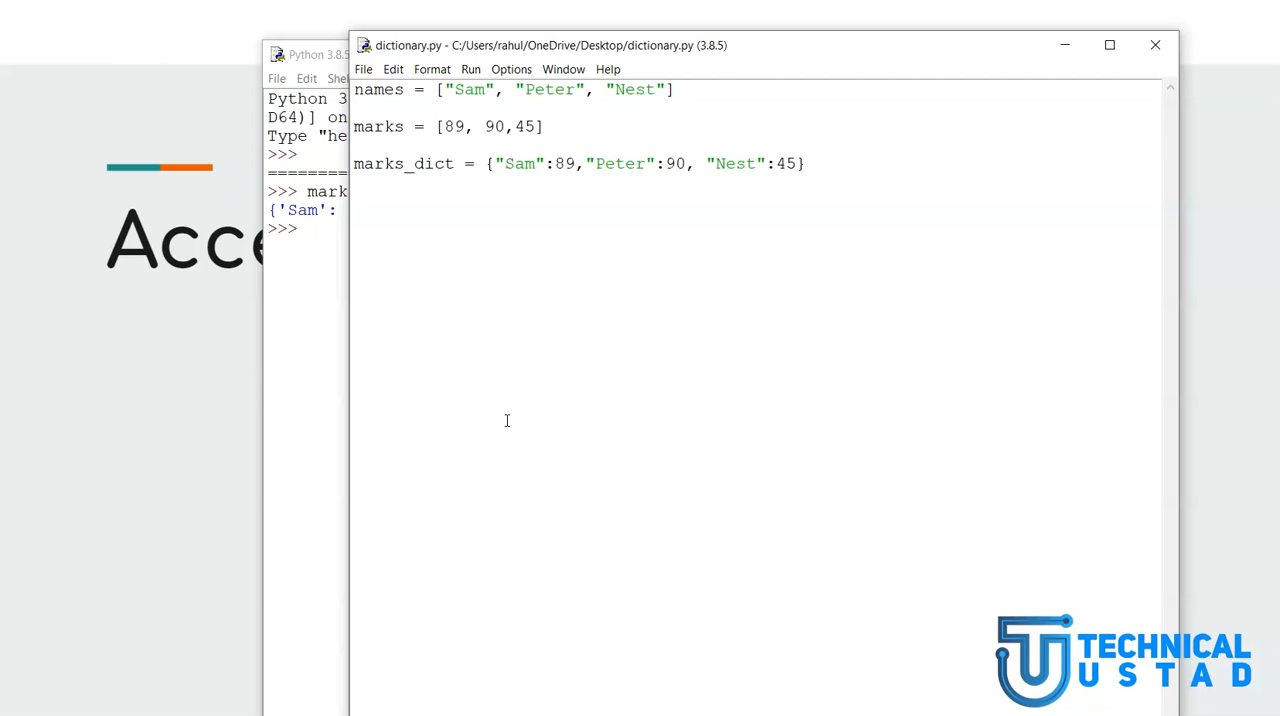 dictionary.py - C:/Users/rahul/OneDrive/Desktop/dictionary.py (3.8.5)
File Edit Format Run Options Window Help
names = ["Sam", "Peter", "Nest"]
marks = [89, 90,45]
marks_dict = {"Sam":89,"Peter":90, "Nest":45}
Python 3.8.5
File Edit Shel
Python 3
D64)] on
Type "he
>>>
=========
>>> mark
{'Sam':
>>>
Acce
TECHNICAL
USTAD